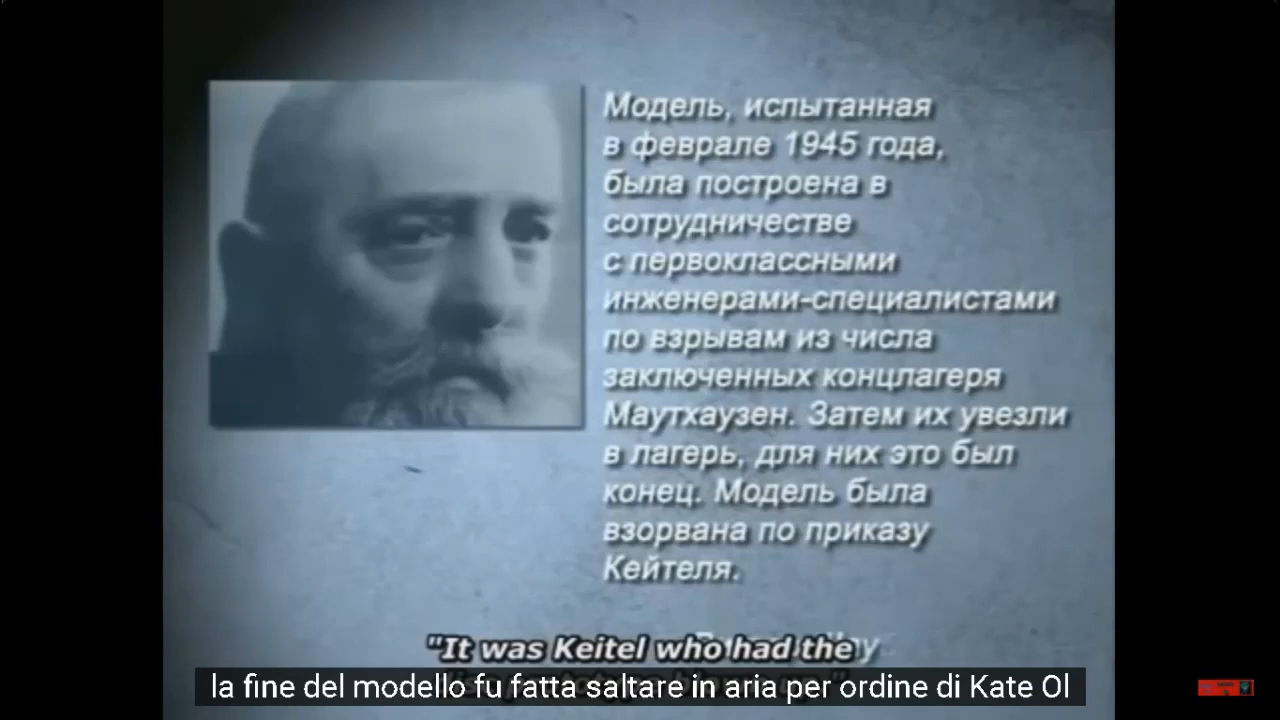 Модель, испытанная
в феврале 1945 года,
была построена в
сотрудничестве
с первоклассными
инженерами-специалистами
по взрывам из числа
заключенных концлагеря
Маутхаузен. Затем их увезли
в лагерь, для них это был
конец. Модель была
взорвана по приказу
Кейтеля.
"It was Keitel who had the
la fine del modello fu fatta saltare in aria per ordine di Kate Ol